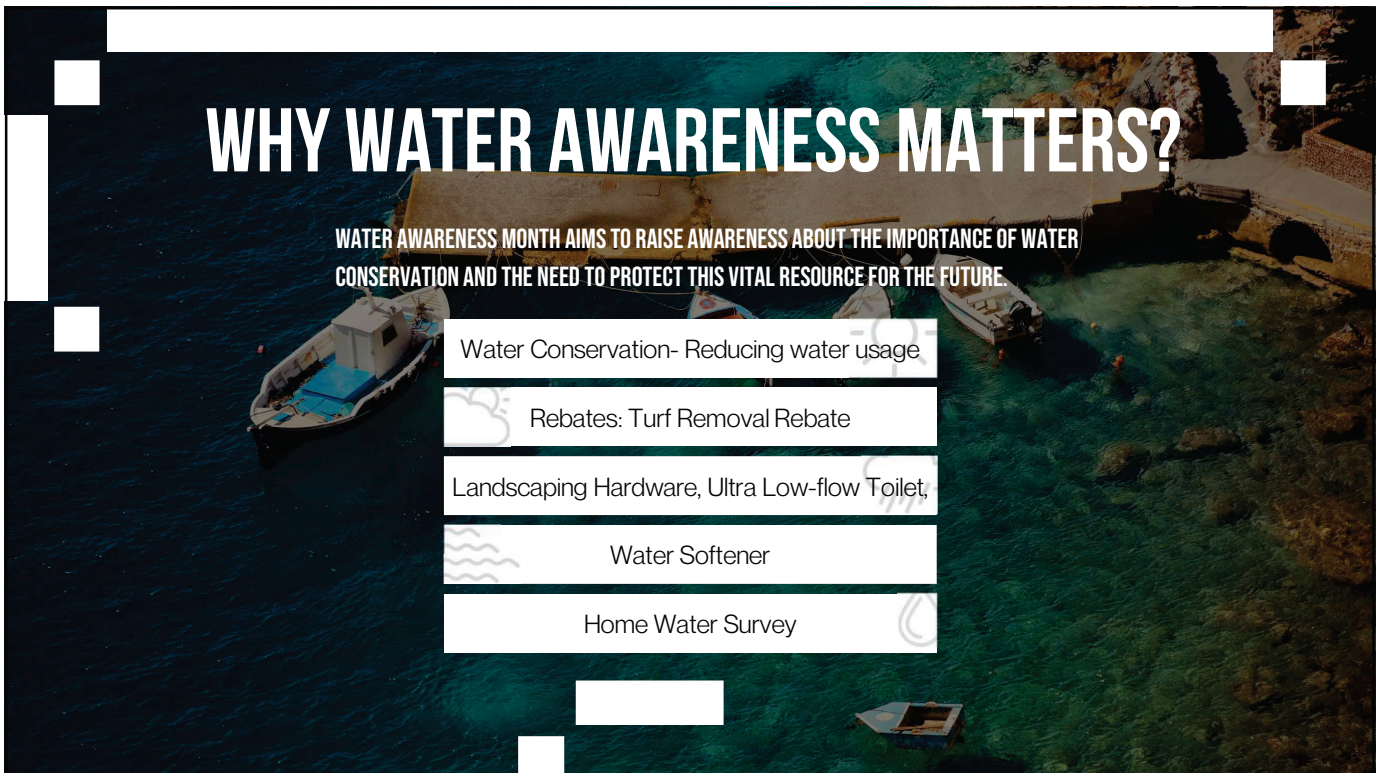 WHY WATER AWARENESS MATTERS?
WATER AWARENESS MONTH AIMS TO RAISE AWARENESS ABOUT THE IMPORTANCE OF WATER
CONSERVATION AND THE NEED TO PROTECT THIS VITAL RESOURCE FOR THE FUTURE.
Water Conservation- Reducing water usage
Rebates: Turf Removal Rebate
Landscaping Hardware, Ultra Low-flow Toilet,
Water Softener
Home Water Survey